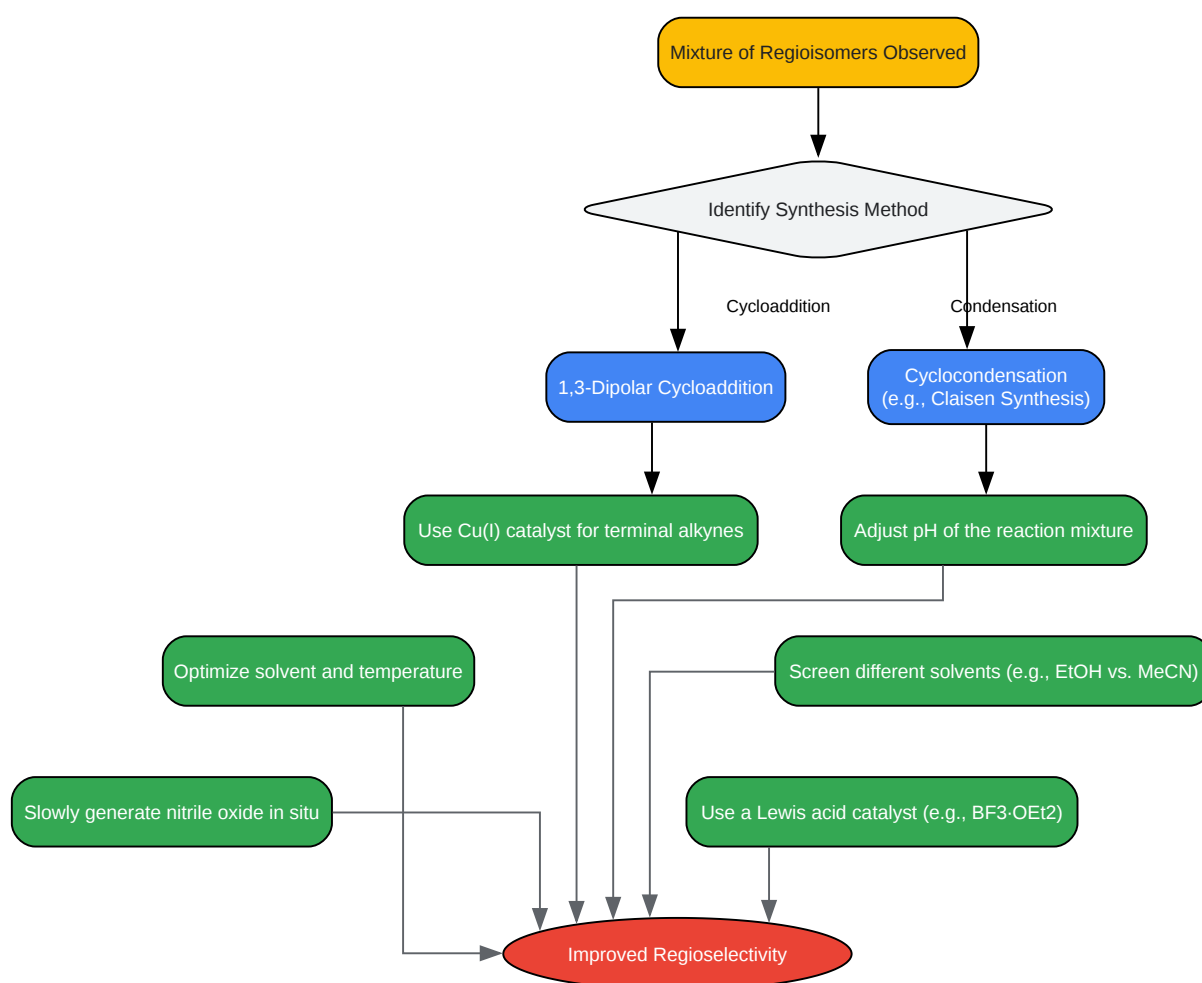 Mixture of Regioisomers Observed
Identify Synthesis Method
Cycloaddition
Condensation
1,3-Dipolar Cycloaddition
Cyclocondensation
(e.g., Claisen Synthesis)
Use Cu(I) catalyst for terminal alkynes
Adjust pH of the reaction mixture
Optimize solvent and temperature
Screen different solvents (e.g., EtOH vs. MeCN)
Slowly generate nitrile oxide in situ
Use a Lewis acid catalyst (e.g., BF3·OEt2)
Improved Regioselectivity